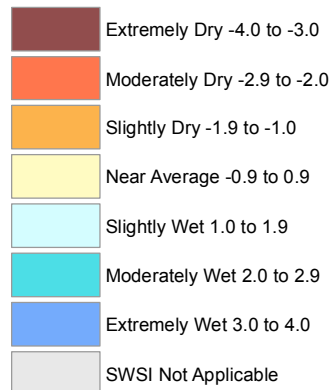 Extremely Dry -4.0 to -3.0
Moderately Dry -2.9 to -2.0
Slightly Dry -1.9 to -1.0
Near Average -0.9 to 0.9
Slightly Wet 1.0 to 1.9
Moderately Wet 2.0 to 2.9
Extremely Wet 3.0 to 4.0
SWSI Not Applicable